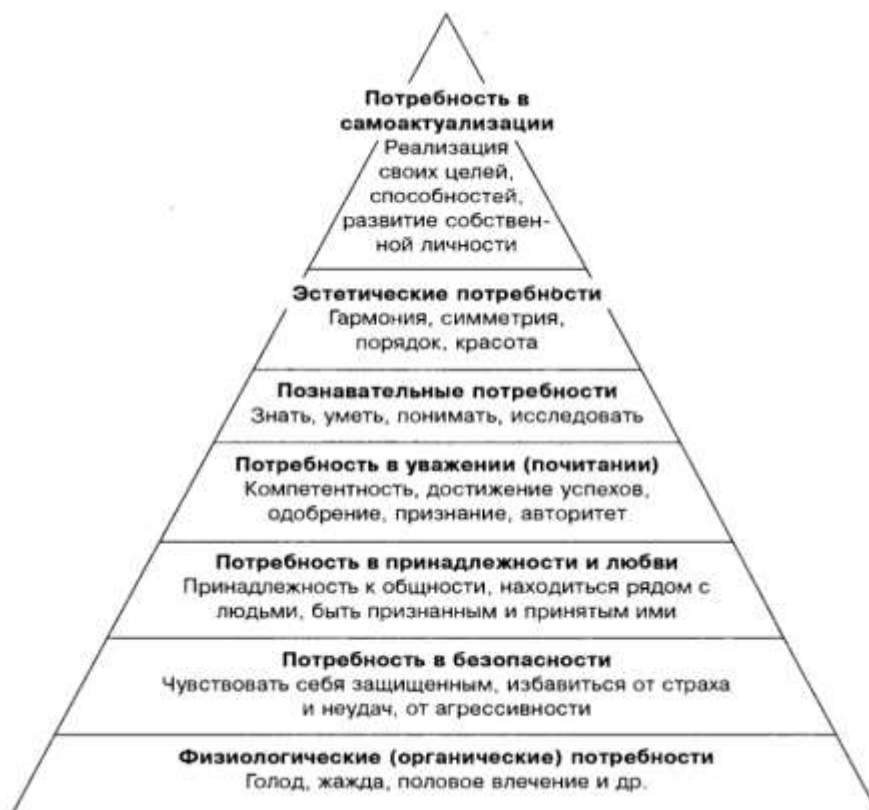 Потребность в
самоактуализации
Реализация
своих целей,
способностей,
развитие собствен-
ной личности
Эстетические потребности
Гармония, симметрия,
порядок, красота
Познавательные потребности
Знать, уметь, понимать, исследовать
Потребность в уважении (почитании)
Компетентность, достижение успехов,
одобрение, признание, авторитет
Потребность в принадлежности и любви
Принадлежность к общности, находиться рядом с
людьми, быть признанным и принятым ими
Потребность в безопасности
Чувствовать себя защищенным, избавиться от страха
и неудач, от агрессивности
Физиологические (органические) потребности
Голод, жажда, половое влечение и др.